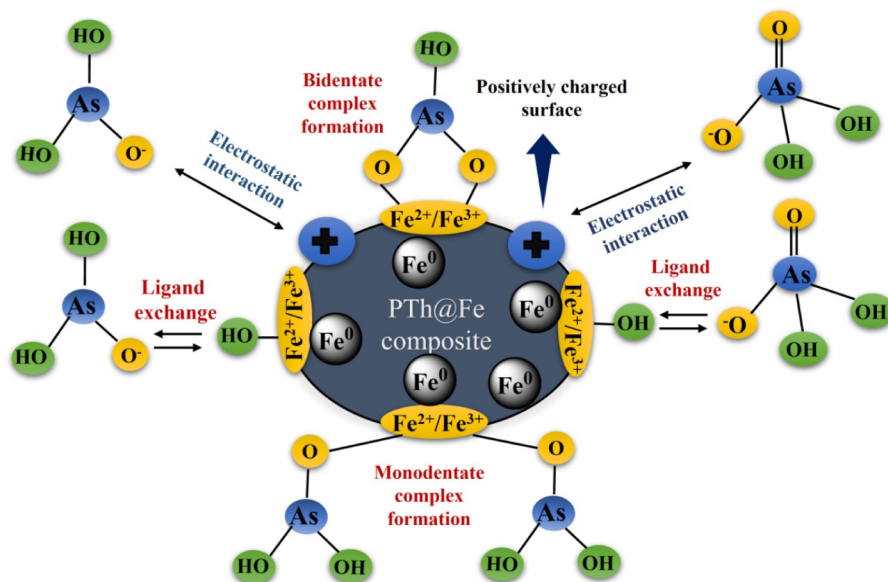 HO
As
HO
O⁻
Electrostatic
interaction
Bidentate
complex
formation
HO
As
O
O
Positively charged
surface
O
As
⁻O
OH
OH
Electrostatic
interaction
HO
As
HO
O⁻
Ligand
exchange
HO
Fe²⁺/Fe³⁺
Fe²⁺/Fe³⁺
Fe²⁺/Fe³⁺
Fe⁰
Fe⁰
Fe⁰
PTh@Fe
composite
Fe⁰
Fe⁰
OH
Ligand
exchange
O
As
⁻O
OH
OH
Fe²⁺/Fe³⁺
O
O
Monodentate
complex
formation
As
As
HO
OH
HO
OH